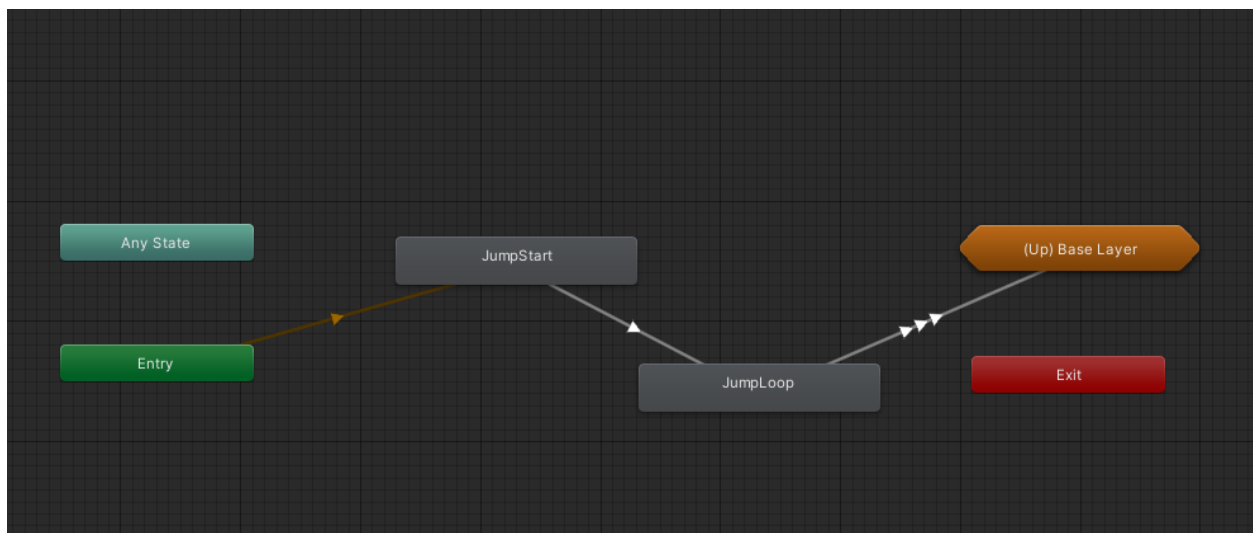 Any State
JumpStart
(Up) Base Layer
Entry
JumpLoop
Exit